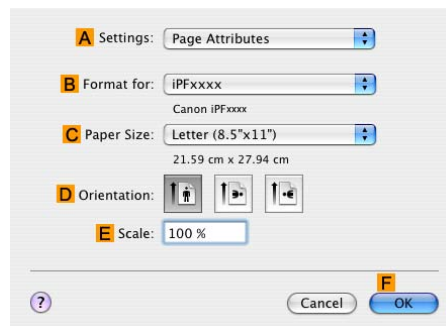 A Settings: Page Attributes
B Format for: iPFxxxx
Canon iPFxxxx
C Paper Size: Letter (8.5"x11")
21.59 cm x 27.94 cm
D Orientation:
E Scale: 100 %
F
? Cancel OK